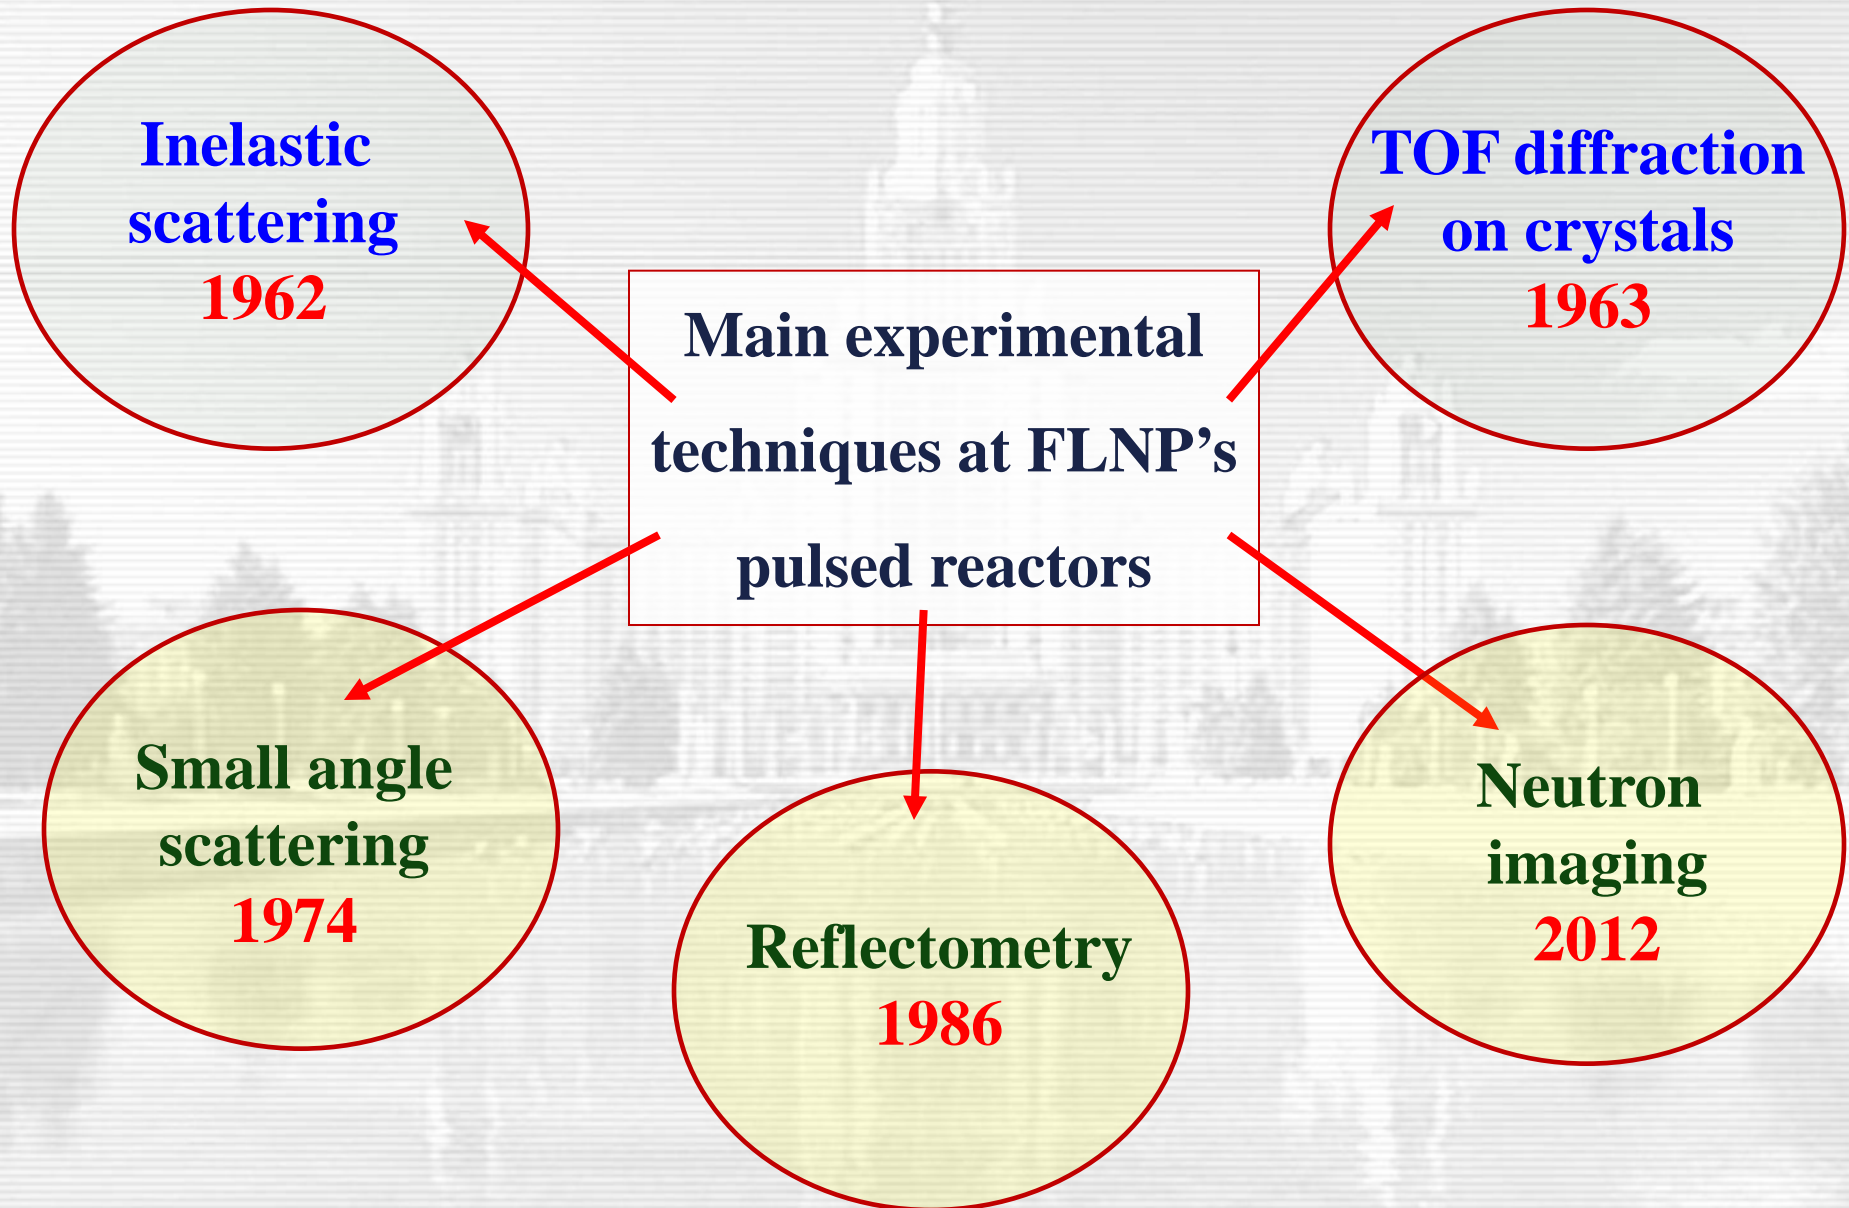 Inelastic
scattering
1962
TOF diffraction
on crystals
1963
Main experimental
techniques at FLNP’s
pulsed reactors
Small angle
scattering
1974
Reflectometry
1986
Neutron
imaging
2012